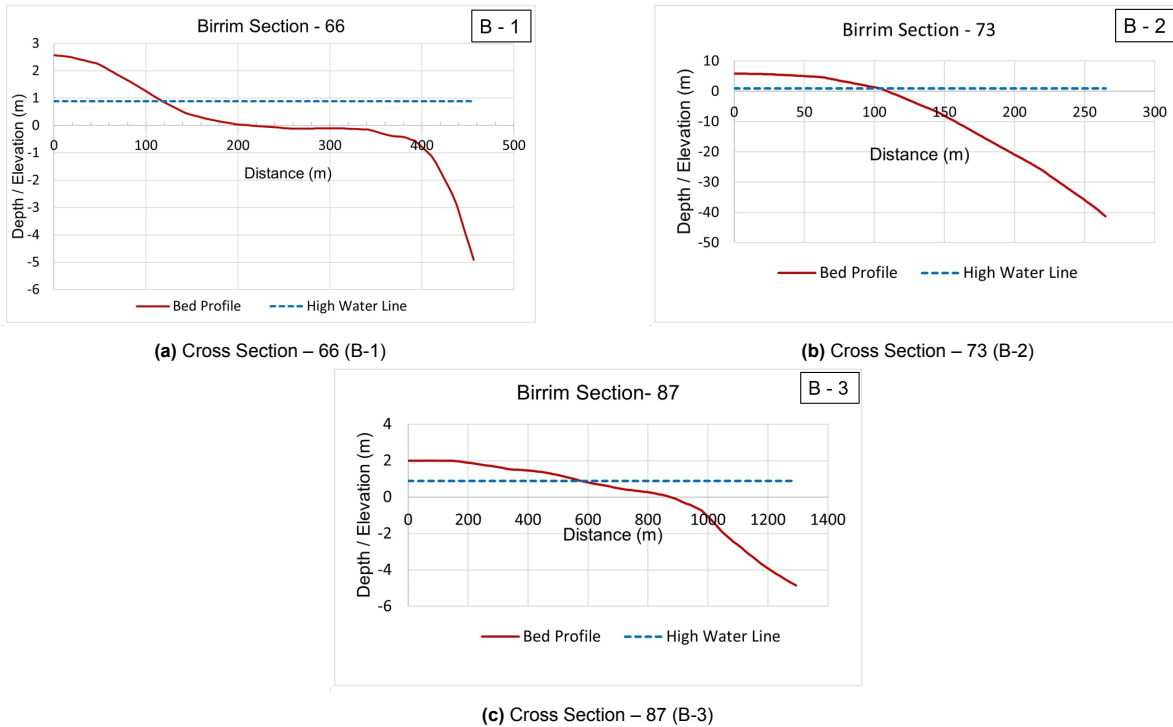 Birrim Section - 66
B - 1
3
2
1
0
-1
-2
-3
-4
-5
-6
0
100
200
300
400
500
Depth / Elevation (m)
Distance (m)
Bed Profile
High Water Line
(a) Cross Section – 66 (B-1)
Birrim Section - 73
B - 2
10
0
-10
-20
-30
-40
-50
0
50
100
150
200
250
300
Depth / Elevation (m)
Distance (m)
Bed Profile
High Water Line
(b) Cross Section – 73 (B-2)
Birrim Section- 87
B - 3
4
2
0
-2
-4
-6
0
200
400
600
800
1000
1200
1400
Depth / Elevation (m)
Distance (m)
Bed Profile
High Water Line
(c) Cross Section – 87 (B-3)